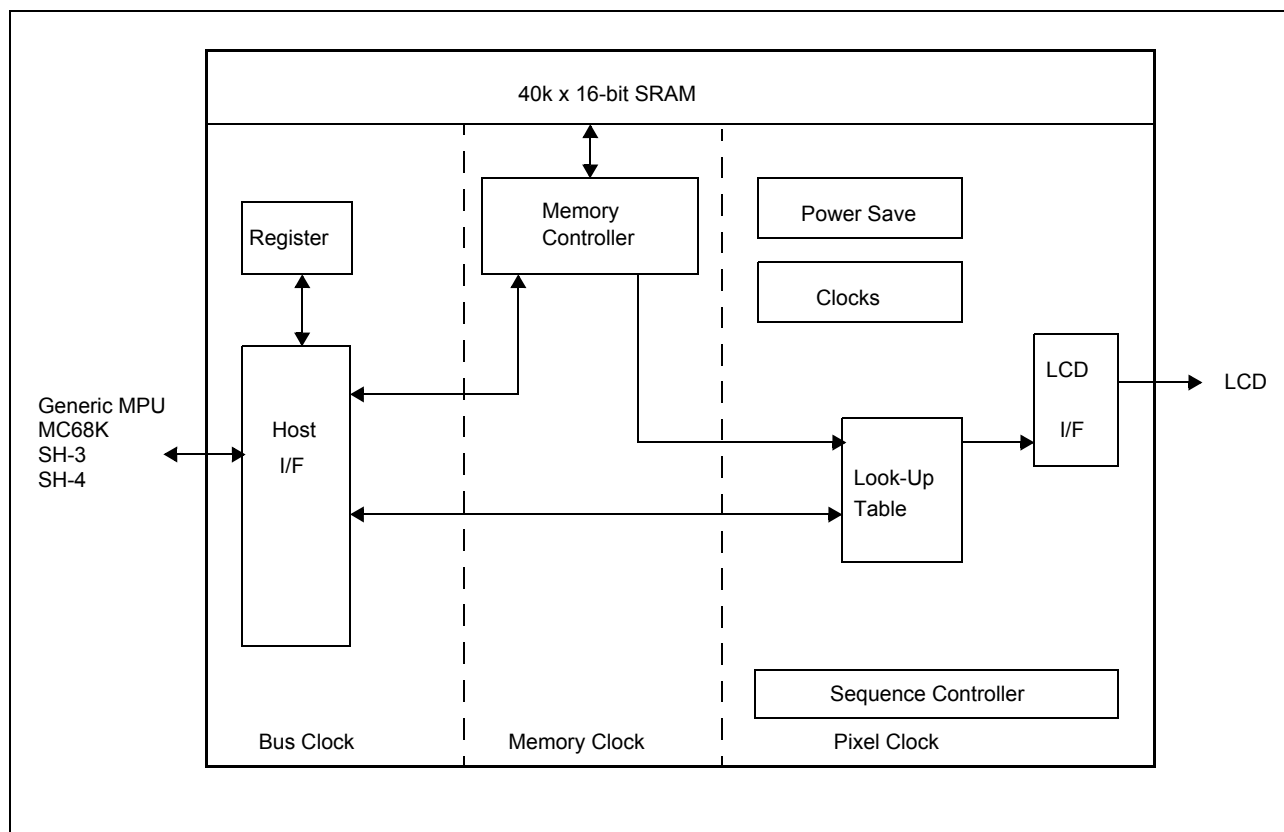 40k x 16-bit SRAM
Register
Memory
Controller
Power Save
Clocks
Generic MPU
MC68K
SH-3
SH-4
Host
I/F
Look-Up
Table
LCD
I/F
LCD
Sequence Controller
Bus Clock
Memory Clock
Pixel Clock